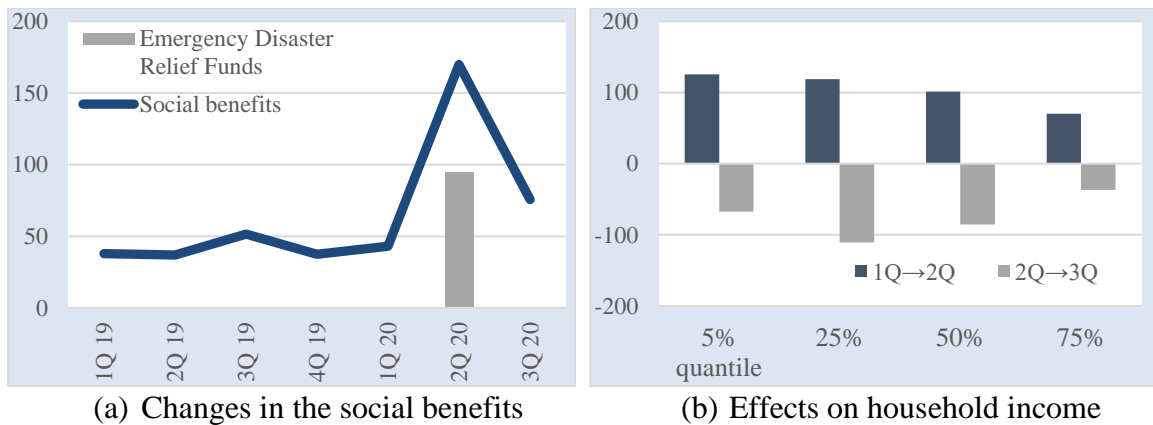 200
150
100
50
0
Emergency Disaster
Relief Funds
Social benefits
1Q 19
2Q 19
3Q 19
4Q 19
1Q 20
2Q 20
3Q 20
(a) Changes in the social benefits
200
100
0
-100
-200
1Q→2Q
2Q→3Q
5%
quantile
25%
50%
75%
(b) Effects on household income